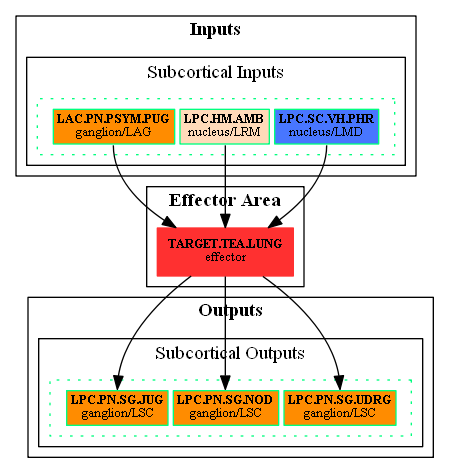 Inputs
Subcortical Inputs
LAC.PN.PSYM.PUG LPC.HM.AMB LPC.SC.VH.PHR
ganglion/LAG nucleus/LRM nucleus/LMD
Effector Area
TARGET.TEA.LUNG
effector
Outputs
Subcortical Outputs
LPC.PN.SG.JUG LPC.PN.SG.NOD LPC.PN.SG.UDRG
ganglion/LSC ganglion/LSC ganglion/LSC